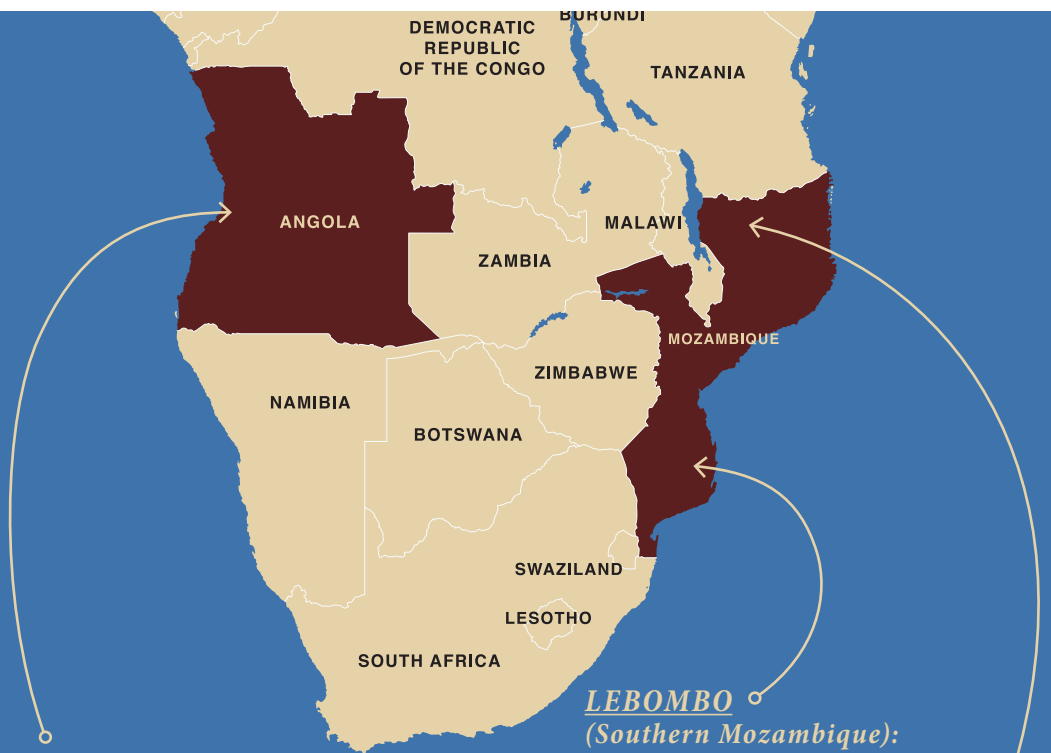 BURUNDI
DEMOCRATIC
REPUBLIC
OF THE CONGO
TANZANIA
ANGOLA
MALAWI
ZAMBIA
MOZAMBIQUE
ZIMBABWE
NAMIBIA
BOTSWANA
SWAZILAND
LESOTHO
SOUTH AFRICA
LEBOMBO
(Southern Mozambique):